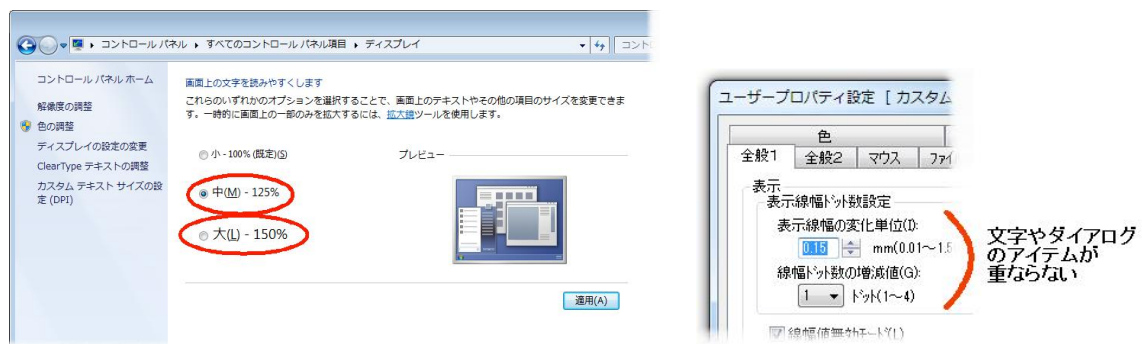 コントロール パネル ▸ すべてのコントロール パネル項目 ▸ ディスプレイ
コントロール パネル ホーム
解像度の調整
色の調整
ディスプレイの設定の変更
ClearType テキストの調整
カスタム テキスト サイズの設
定 (DPI)
画面上の文字を読みやすくします
これらのいずれかのオプションを選択することで、画面上のテキストやその他の項目のサイズを変更できま
す。一時的に画面上の一部のみを拡大するには、拡大鏡ツールを使用します。
小 - 100% (既定)(S)
プレビュー
中(M) - 125%
大(L) - 150%
適用(A)
ユーザープロパティ設定 [ カスタム
色
全般1 全般2 マウス ファイ
表示
表示線幅ドット数設定
表示線幅の変化単位(I):
0.15 mm(0.01～1.5
線幅ドット数の増減値(G):
1 ドット(1～4)
線幅値無効モード(L)
文字やダイアログ
のアイテムが
重ならない